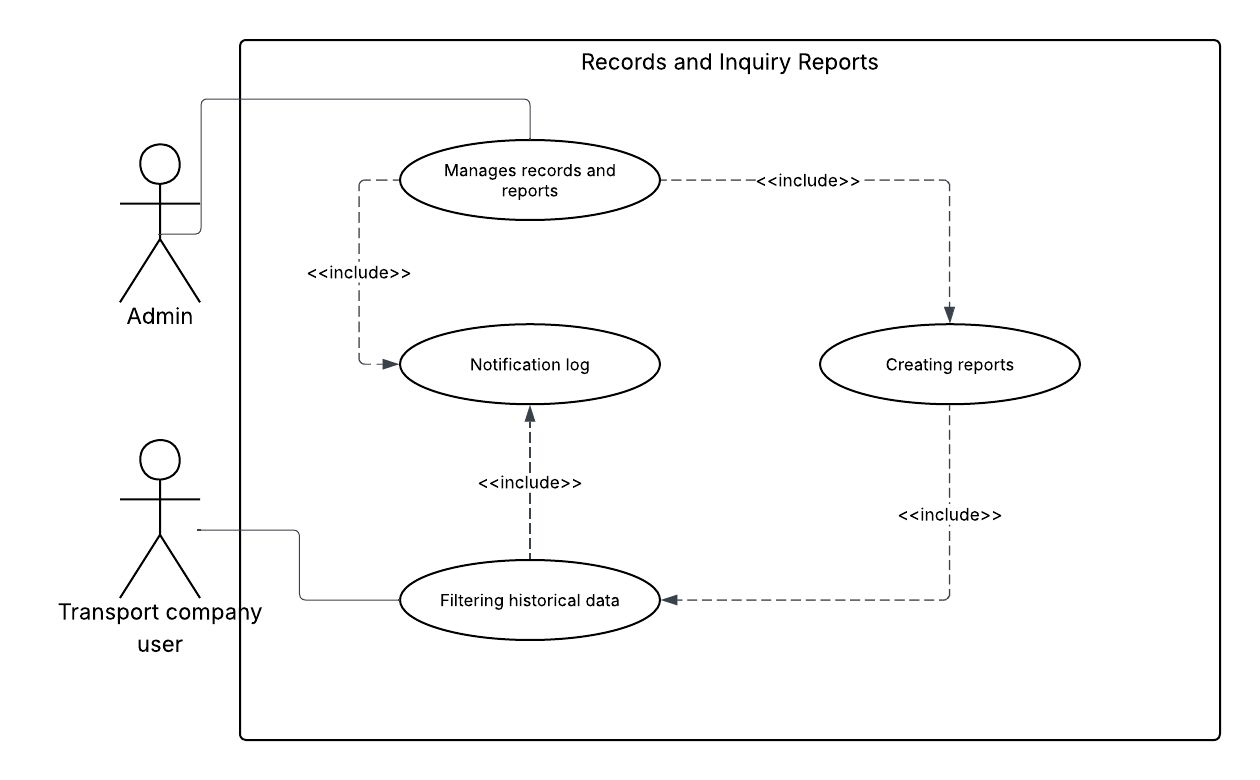 Records and Inquiry Reports
Manages records and
reports
<<include>>
<<include>>
Admin
Notification log
Creating reports
<<include>>
<<include>>
Filtering historical data
Transport company
user